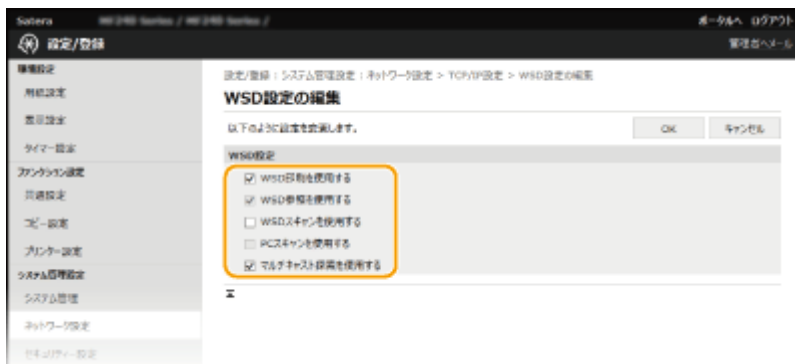 Satera MF240 Series / MF240 Series / ポータルへ ログアウト
設定/登録 管理者へメール
環境設定
用紙設定
表示設定
タイマー設定
ファンクション設定
共通設定
コピー設定
プリンター設定
システム管理設定
システム管理
ネットワーク設定
セキュリティー設定
設定/登録 : システム管理設定 : ネットワーク設定 > TCP/IP設定 > WSD設定の編集
WSD設定の編集
以下のように設定を変更します。 OK キャンセル
WSD設定
WSD印刷を使用する
WSD参照を使用する
WSDスキャンを使用する
PCスキャンを使用する
マルチキャスト探索を使用する